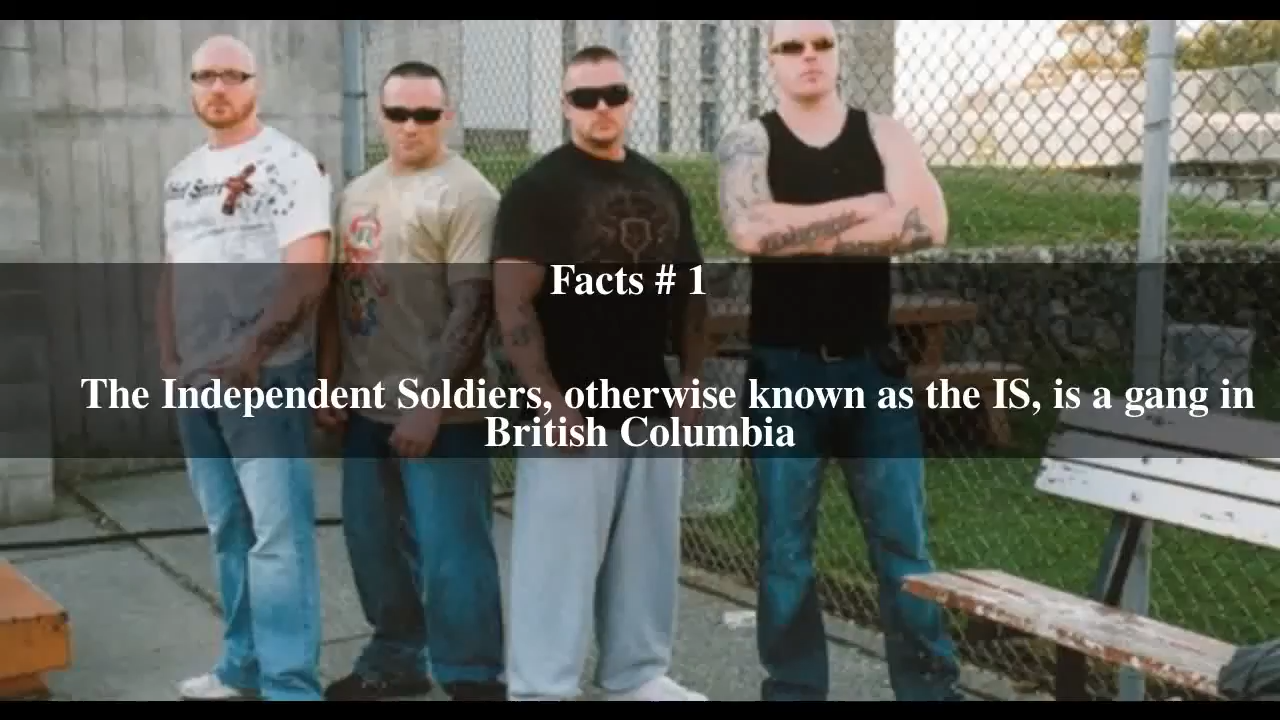 Facts # 1
The Independent Soldiers, otherwise known as the IS, is a gang in
British Columbia